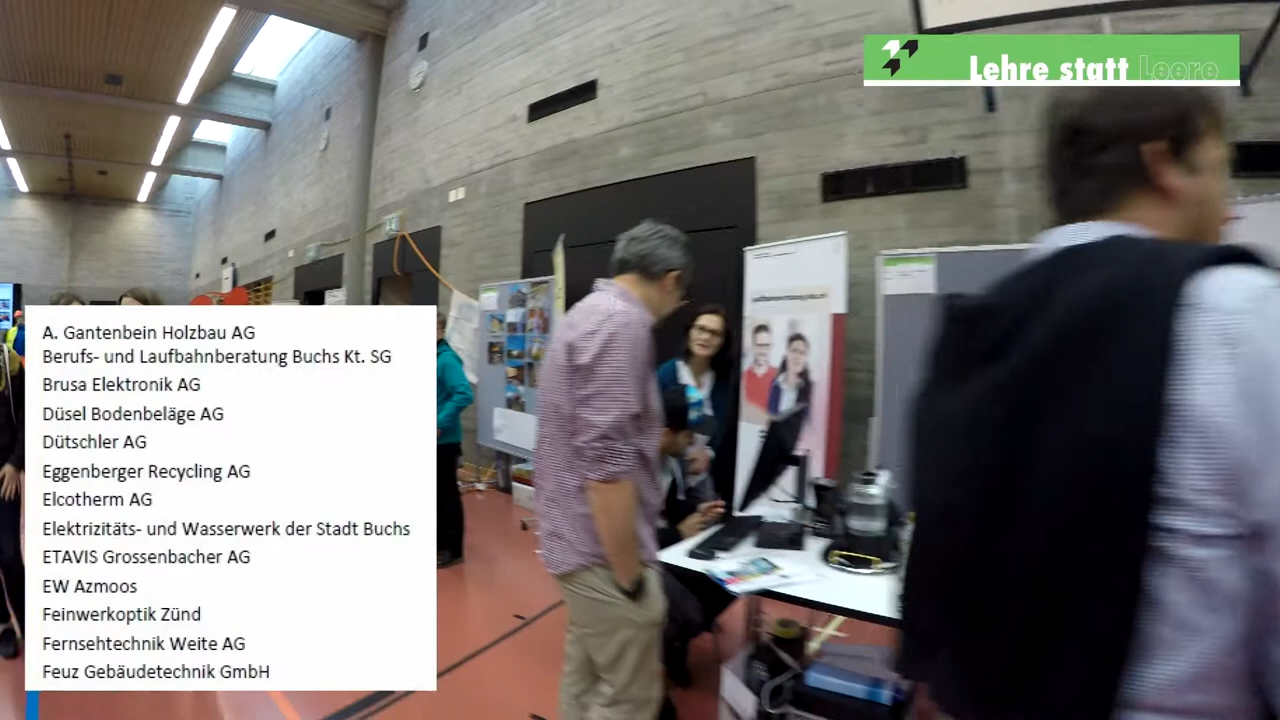 Lehre statt Leere
A. Gantenbein Holzbau AG
Berufs- und Laufbahnberatung Buchs Kt. SG
Brusa Elektronik AG
Düsel Bodenbeläge AG
Dütschler AG
Eggenberger Recycling AG
Elcotherm AG
Elektrizitäts- und Wasserwerk der Stadt Buchs
ETAVIS Grossenbacher AG
EW Azmoos
Feinwerkoptik Zünd
Fernsehtechnik Weite AG
Feuz Gebäudetechnik GmbH